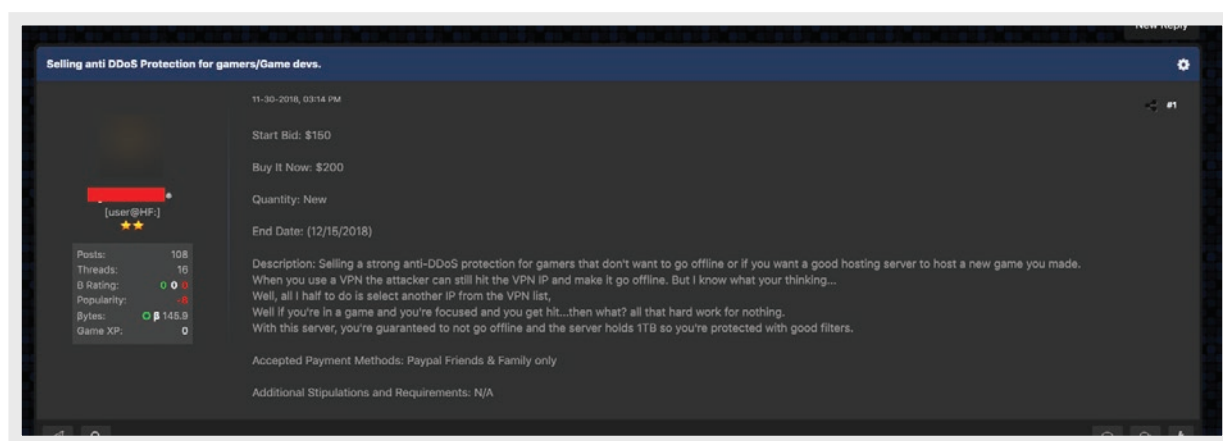 New Reply
Selling anti DDoS Protection for gamers/Game devs.
11-30-2018, 03:14 PM
#1
Start Bid: $150
Buy It Now: $200
[user@HF:]
Quantity: New
End Date: (12/15/2018)
Posts: 108
Threads: 16
B Rating: 0 0 0
Popularity: -8
βytes: β 145.9
Game XP: 0
Description: Selling a strong anti-DDoS protection for gamers that don't want to go offline or if you want a good hosting server to host a new game you made.
When you use a VPN the attacker can still hit the VPN IP and make it go offline. But I know what your thinking...
Well, all I half to do is select another IP from the VPN list,
Well if you're in a game and you're focused and you get hit...then what? all that hard work for nothing.
With this server, you're guaranteed to not go offline and the server holds 1TB so you're protected with good filters.
Accepted Payment Methods: Paypal Friends & Family only
Additional Stipulations and Requirements: N/A